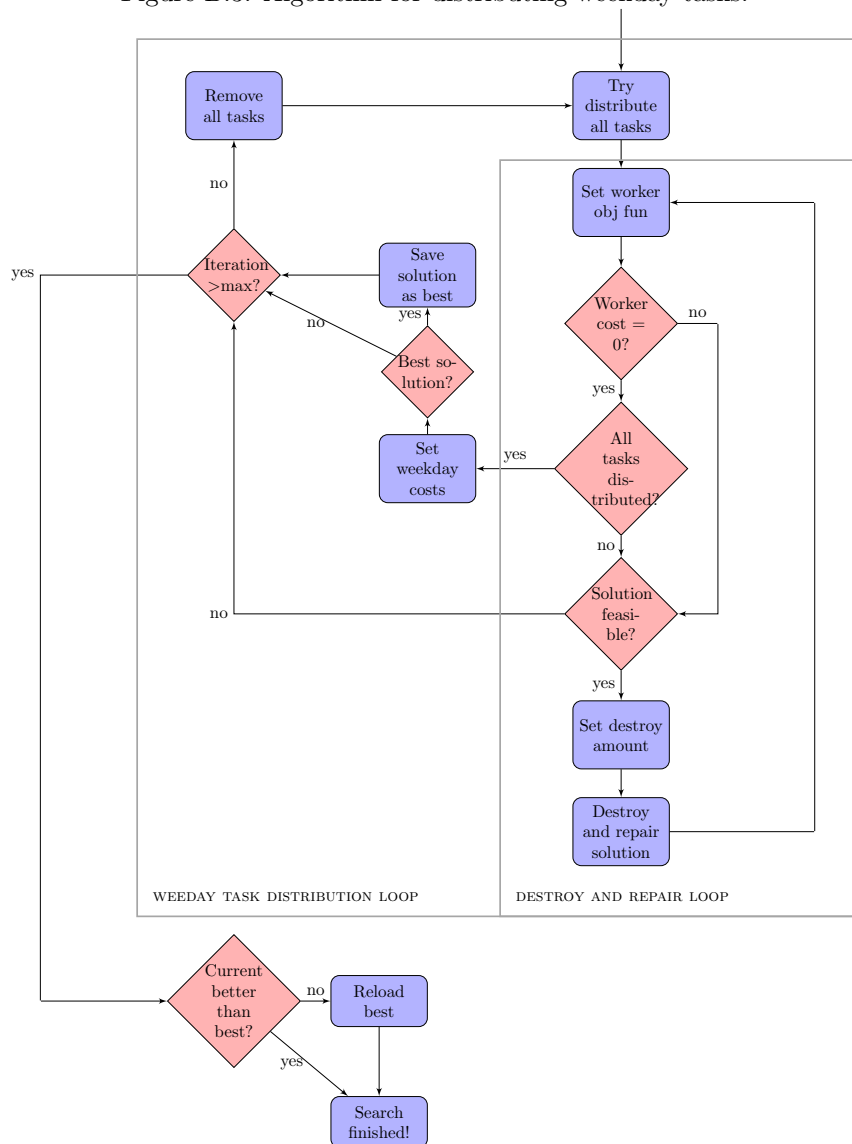 Figure B.3: Algorithm for distributing weekday tasks.
Remove
all tasks
Try
distribute
all tasks
no
Set worker
obj fun
yes
Iteration
>max?
Save
solution
as best
yes
no
Worker
cost =
0?
no
Best so-
lution?
yes
Set
weekday
costs
yes
All
tasks
dis-
tributed?
no
no
Solution
feasi-
ble?
yes
Set destroy
amount
Destroy
and repair
solution
WEEDAY TASK DISTRIBUTION LOOP
DESTROY AND REPAIR LOOP
Current
better
than
best?
no
Reload
best
yes
Search
finished!